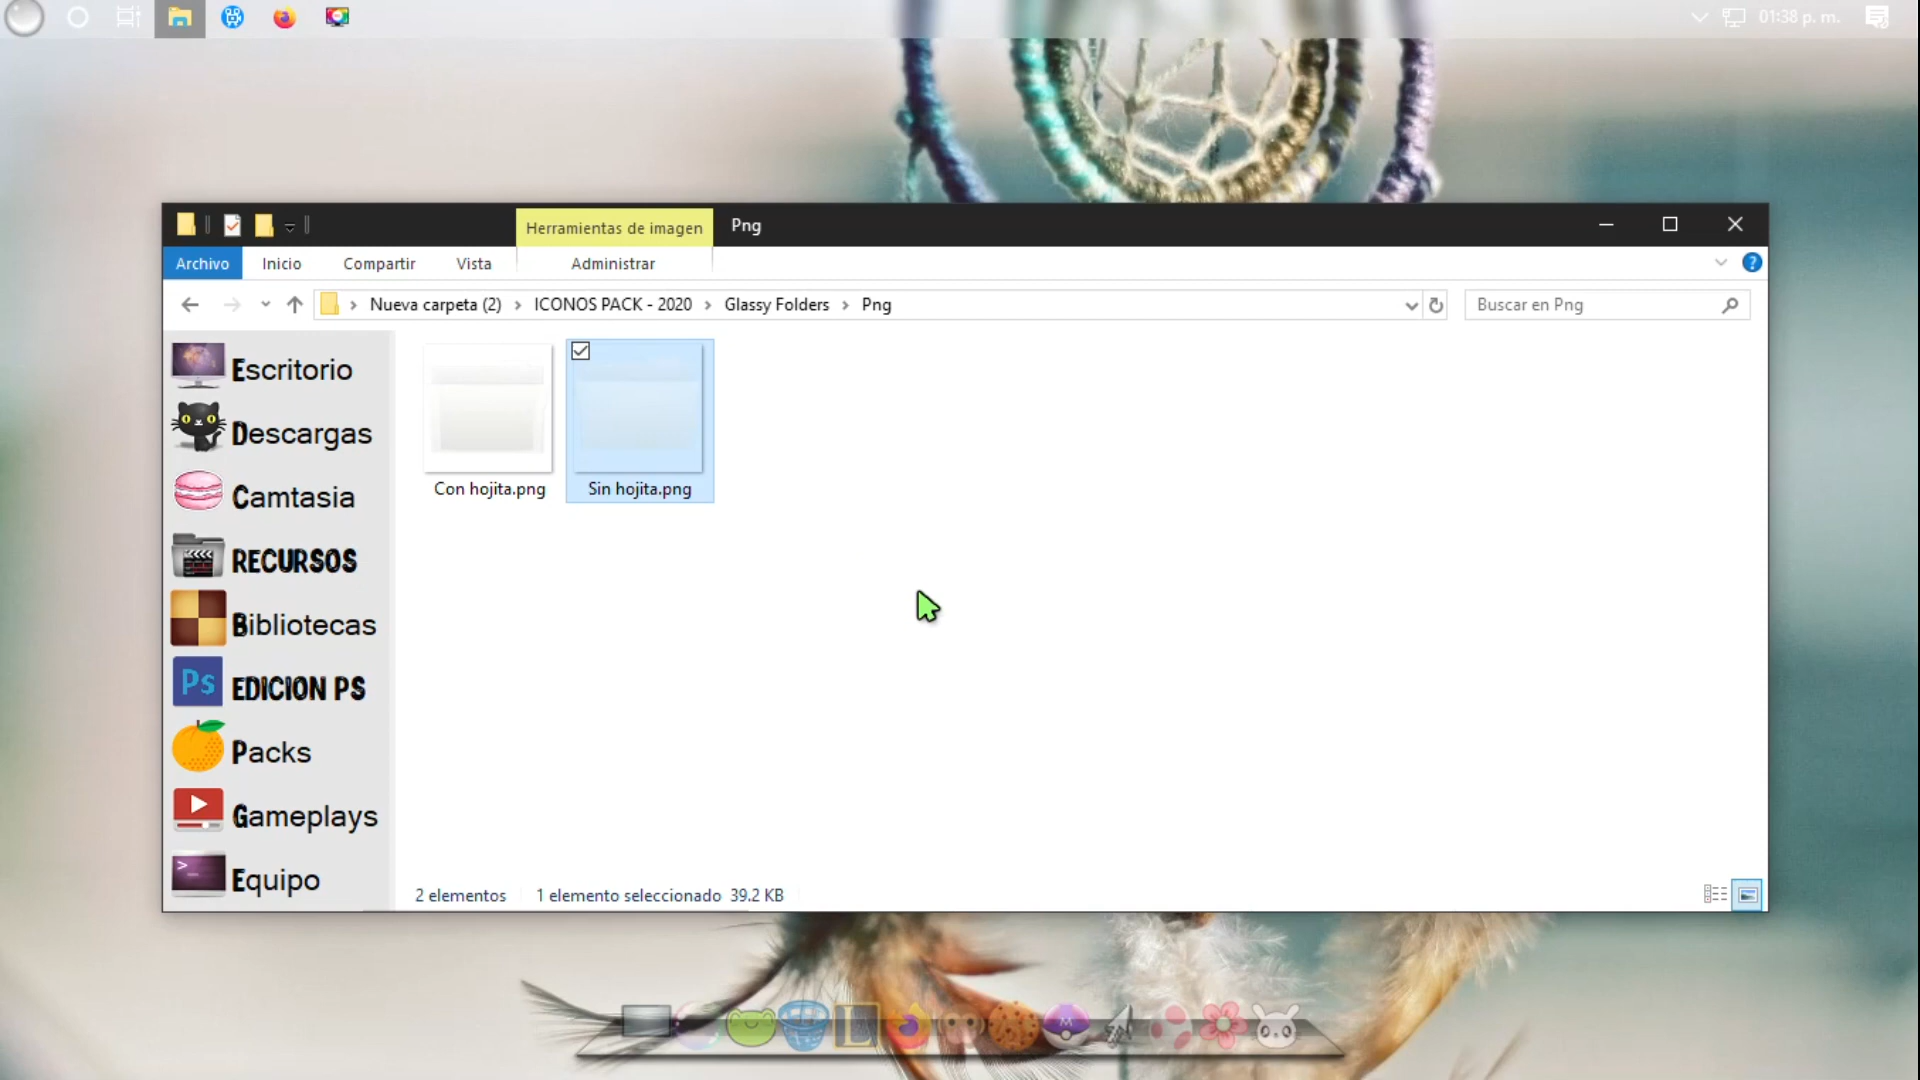 01:38 p. m.
Herramientas de imagen
Png
Archivo
Inicio
Compartir
Vista
Administrar
?
Nueva carpeta (2) > ICONOS PACK - 2020 > Glassy Folders > Png
Buscar en Png
Con hojita.png
Sin hojita.png
Escritorio
Descargas
Camtasia
RECURSOS
Bibliotecas
Ps
EDICION PS
Packs
Gameplays
>_
Equipo
2 elementos
1 elemento seleccionado 39.2 KB
L
M